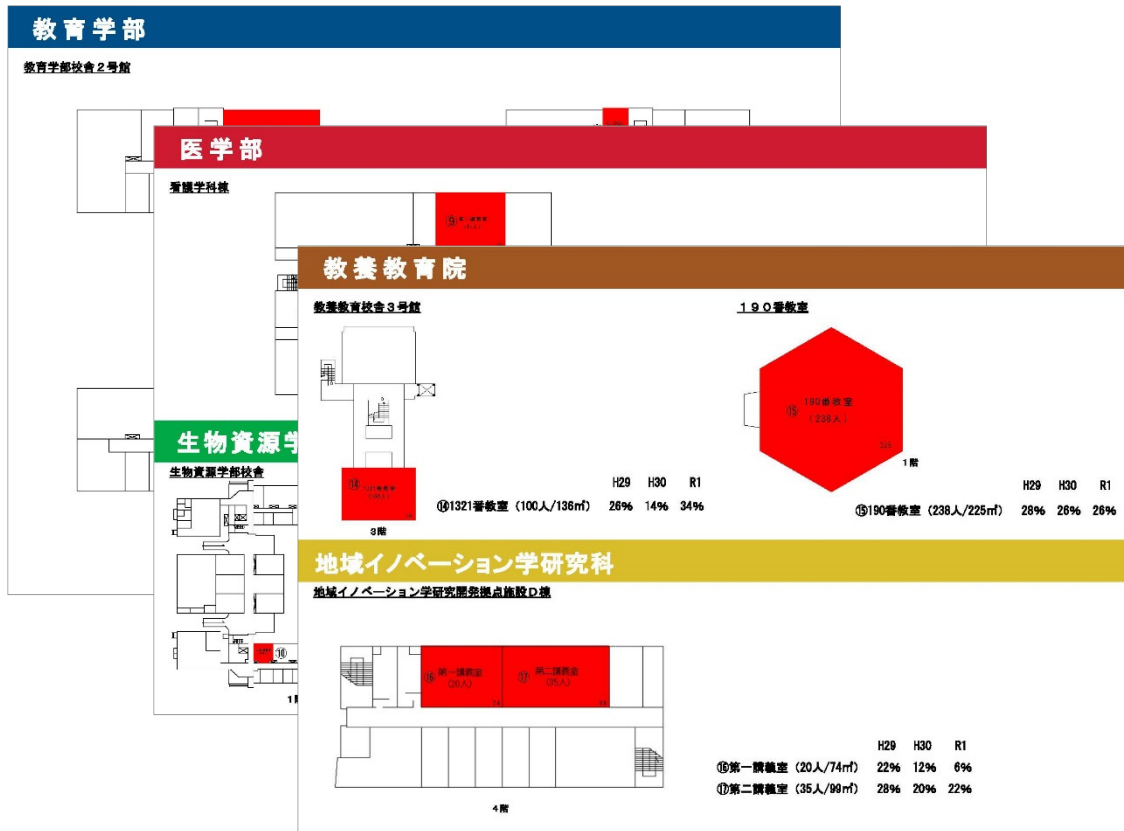 教育学部
教育学部校舎２号館
医学部
看護学科棟
⑨
教養教育院
教養教育校舎３号館
１９０番教室
⑮ 190番教室
(238人)
1階
⑭ 1321番教室
3階
H29 H30 R1
⑭1321番教室 (100人/136㎡) 26% 14% 34%
H29 H30 R1
⑮190番教室 (238人/225㎡) 28% 26% 26%
生物資源学
生物資源学部校舎
⑩
地域イノベーション学研究科
地域イノベーション学研究開発拠点施設Ｄ棟
⑯ 第一講義室
(20人)
⑰ 第二講義室
(35人)
4階
H29 H30 R1
⑯第一講義室 (20人/74㎡) 22% 12% 6%
⑰第二講義室 (35人/99㎡) 28% 20% 22%